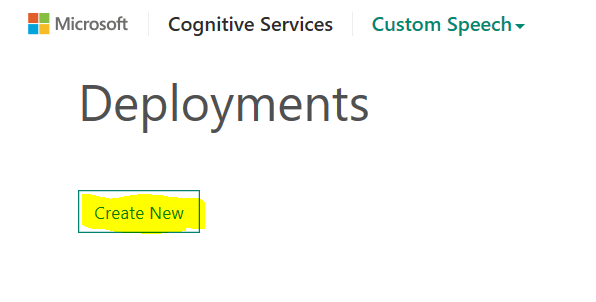 Microsoft Cognitive Services Custom Speech
Deployments
Create New